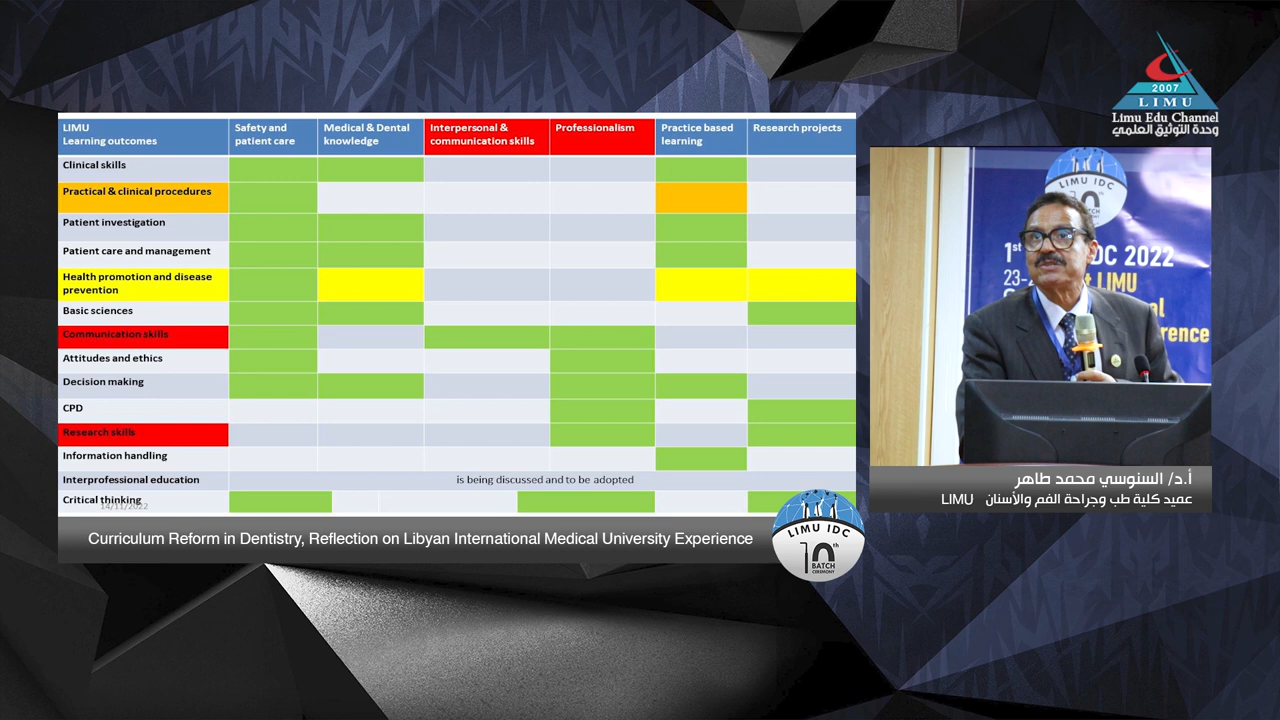 LIMU
Learning outcomes
Safety and
patient care
Medical & Dental
knowledge
Interpersonal &
communication skills
Professionalism
Practice based
learning
Research projects
Clinical skills
Practical & clinical procedures
Patient investigation
Patient care and management
Health promotion and disease
prevention
Basic sciences
Communication skills
Attitudes and ethics
Decision making
CPD
Research skills
Information handling
Interprofessional education
is being discussed and to be adopted
Critical thinking
14/11/2022
Curriculum Reform in Dentistry, Reflection on Libyan International Medical University Experience
LIMU IDC
10th
BATCH
CEREMONY
2007
LIMU
Limu Edu Channel
وحدة التوثيق العلمي
LIMU IDC
BATCH
1st
DC 2022
23-2
LIMU
أ.د/ السنوسي محمد طاهر
عميد كلية طب وجراحة الفم والأسنان LIMU